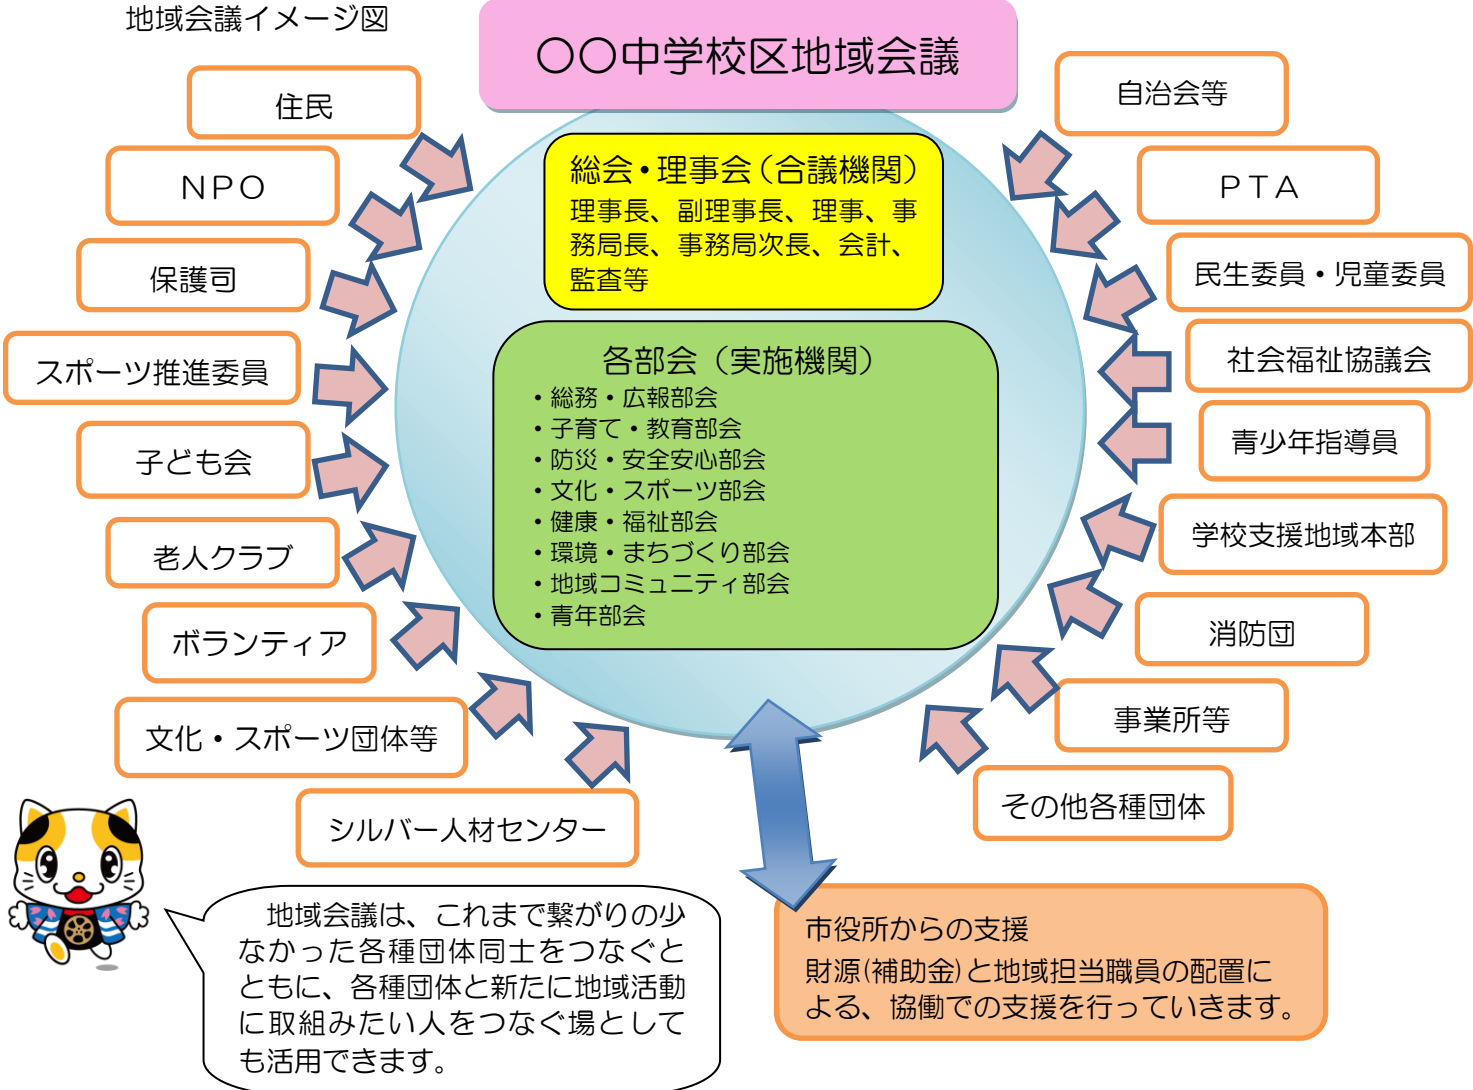 地域会議イメージ図
〇〇中学校区地域会議
住民
NPO
保護司
スポーツ推進委員
子ども会
老人クラブ
ボランティア
文化・スポーツ団体等
シルバー人材センター
総会・理事会（合議機関）
理事長、副理事長、理事、事
務局長、事務局次長、会計、
監査等
各部会（実施機関）
・総務・広報部会
・子育て・教育部会
・防災・安全安心部会
・文化・スポーツ部会
・健康・福祉部会
・環境・まちづくり部会
・地域コミュニティ部会
・青年部会
自治会等
PTA
民生委員・児童委員
社会福祉協議会
青少年指導員
学校支援地域本部
消防団
事業所等
その他各種団体
地域会議は、これまで繋がりの少
なかった各種団体同士をつなぐと
ともに、各種団体と新たに地域活動
に取組みたい人をつなぐ場として
も活用できます。
市役所からの支援
財源(補助金)と地域担当職員の配置に
よる、協働での支援を行っていきます。